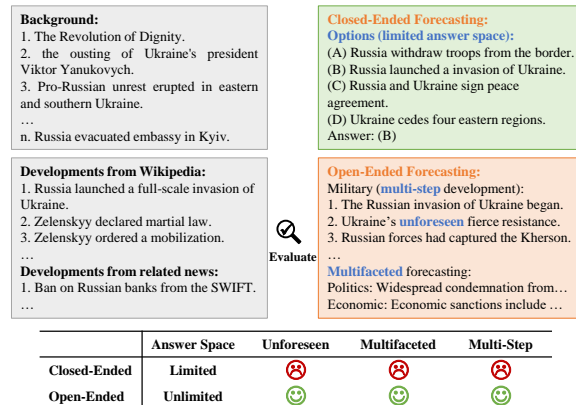 Background:
1. The Revolution of Dignity.
2. the ousting of Ukraine's president
Viktor Yanukovych.
3. Pro-Russian unrest erupted in eastern
and southern Ukraine.
…
n. Russia evacuated embassy in Kyiv.
Closed-Ended Forecasting:
Options (limited answer space):
(A) Russia withdraw troops from the border.
(B) Russia launched a invasion of Ukraine.
(C) Russia and Ukraine sign peace
agreement.
(D) Ukraine cedes four eastern regions.
Answer: (B)
Developments from Wikipedia:
1. Russia launched a full-scale invasion of
Ukraine.
2. Zelenskyy declared martial law.
3. Zelenskyy ordered a mobilization.
…
Developments from related news:
1. Ban on Russian banks from the SWIFT.
…
Evaluate
Open-Ended Forecasting:
Military (multi-step development):
1. The Russian invasion of Ukraine began.
2. Ukraine's unforeseen fierce resistance.
3. Russian forces had captured the Kherson.
…
Multifaceted forecasting:
Politics: Widespread condemnation from…
Economic: Economic sanctions include …
Answer Space Unforeseen Multifaceted Multi-Step
Closed-Ended Limited
Open-Ended Unlimited